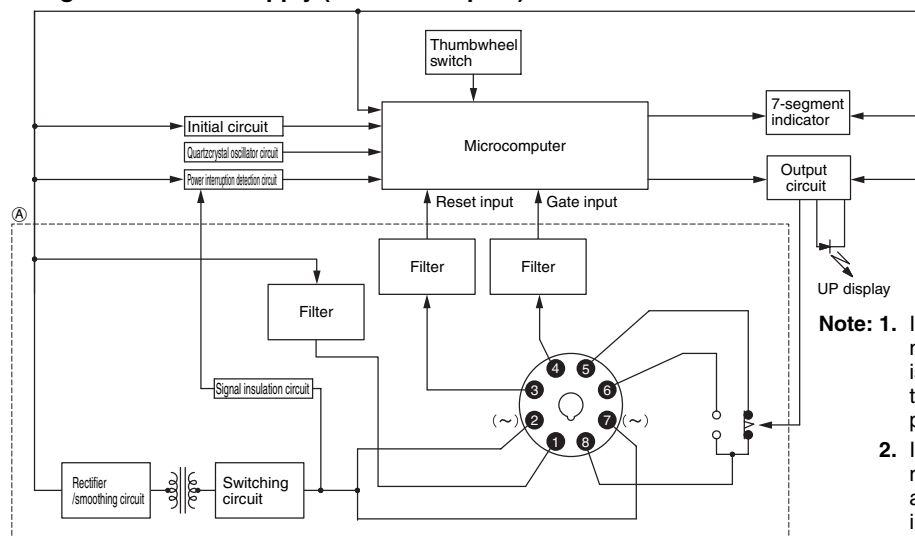 Thumbwheel
switch
7-segment
indicator
Initial circuit
Microcomputer
Quartzcrystal oscillator circuit
Output
circuit
Power interruption detection circuit
Reset input
Gate input
Ⓐ
Filter
Filter
Filter
UP display
Note: 1. I
2. I
4
5
3
6
Signal insulation circuit
(~)
2
7
(~)
1
8
Rectifier
/smoothing circuit
Switching
circuit